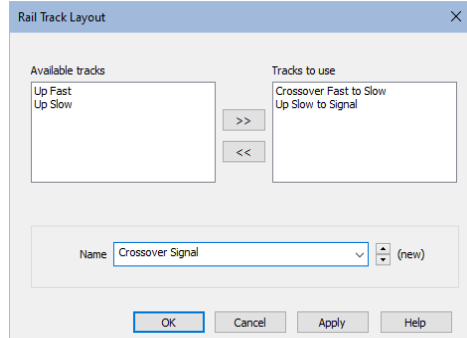 Rail Track Layout
Available tracks
Tracks to use
Up Fast
Up Slow
Crossover Fast to Slow
Up Slow to Signal
>>
<<
Name
Crossover Signal
(new)
OK
Cancel
Apply
Help